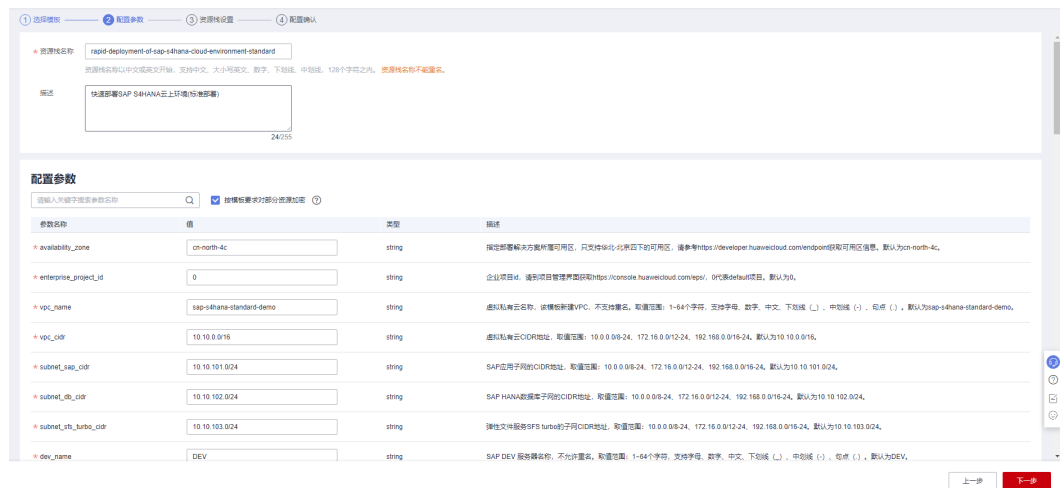 1 选择模板 2 配置参数 3 资源栈设置 4 配置确认
* 资源栈名称 rapid-deployment-of-sap-s4hana-cloud-environment-standard
资源栈名称以中文或英文开始，支持中文、大小写英文、数字、下划线、中划线，128个字符之内。 资源栈名称不能重名。
描述 快速部署SAP S4HANA云上环境(标准部署)
24/255
配置参数
请输入关键字搜索参数名称 按模板要求对部分资源加密
参数名称 值 类型 描述
* availability_zone cn-north-4c string 指定部署解决方案所属可用区，只支持华北-北京四下的可用区，请参考https://developer.huaweicloud.com/endpoint获取可用区信息。默认为cn-north-4c。
* enterprise_project_id 0 string 企业项目id，请到项目管理界面获取https://console.huaweicloud.com/eps/，0代表default项目。默认为0。
* vpc_name sap-s4hana-standard-demo string 虚拟私有云名称，该模板新建VPC，不支持重名。取值范围：1~64个字符，支持字母、数字、中文、下划线（_）、中划线 (-) 、句点（.）。默认为sap-s4hana-standard-demo。
* vpc_cidr 10.10.0.0/16 string 虚拟私有云CIDR地址，取值范围：10.0.0.0/8-24，172.16.0.0/12-24，192.168.0.0/16-24。默认为10.10.0.0/16。
* subnet_sap_cidr 10.10.101.0/24 string SAP应用子网的CIDR地址，取值范围：10.0.0.0/8-24，172.16.0.0/12-24，192.168.0.0/16-24。默认为10.10.101.0/24。
* subnet_db_cidr 10.10.102.0/24 string SAP HANA数据库子网的CIDR地址，取值范围：10.0.0.0/8-24，172.16.0.0/12-24，192.168.0.0/16-24。默认为10.10.102.0/24。
* subnet_sfs_turbo_cidr 10.10.103.0/24 string 弹性文件服务SFS turbo的子网CIDR地址，取值范围：10.0.0.0/8-24，172.16.0.0/12-24，192.168.0.0/16-24。默认为10.10.103.0/24。
* dev_name DEV string SAP DEV 服务器名称，不允许重名。取值范围：1~64个字符，支持字母、数字、中文、下划线（_）、中划线 (-) 、句点（.）。默认为DEV。
上一步 下一步